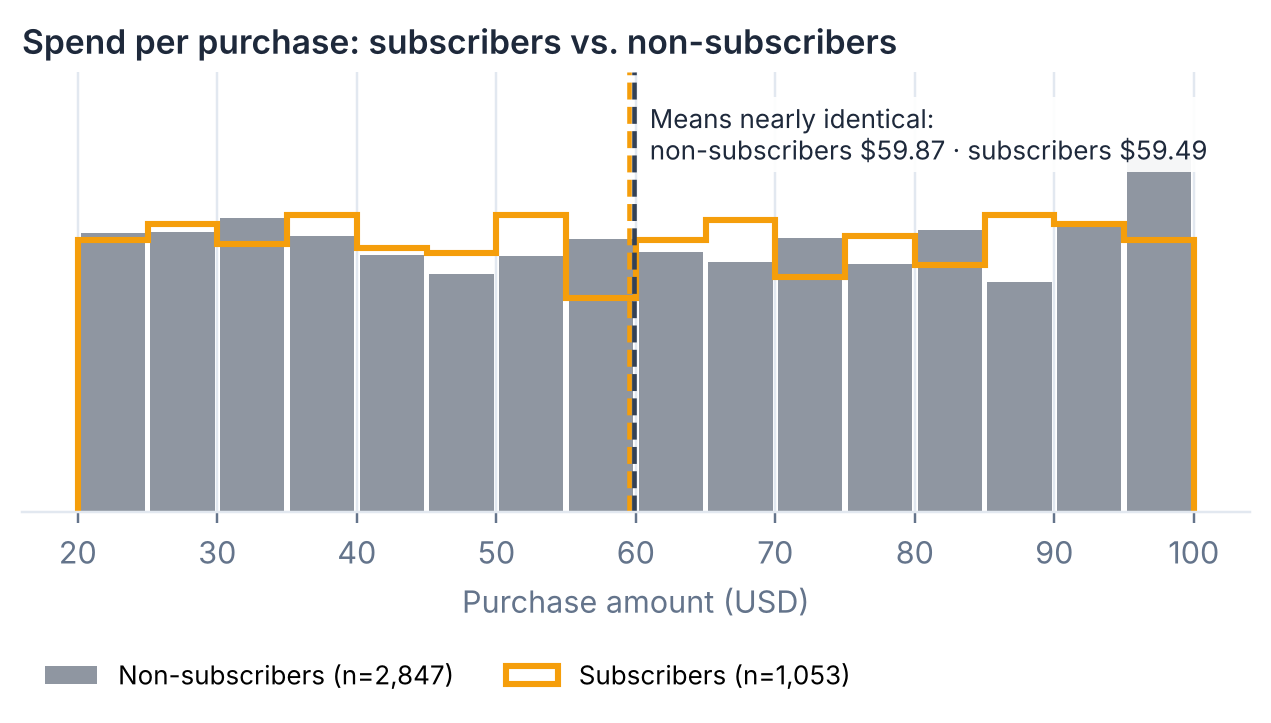 Spend per purchase: subscribers vs. non-subscribers
Means nearly identical:
non-subscribers $59.87 · subscribers $59.49
20 30 40 50 60 70 80 90 100
Purchase amount (USD)
Non-subscribers (n=2,847) Subscribers (n=1,053)